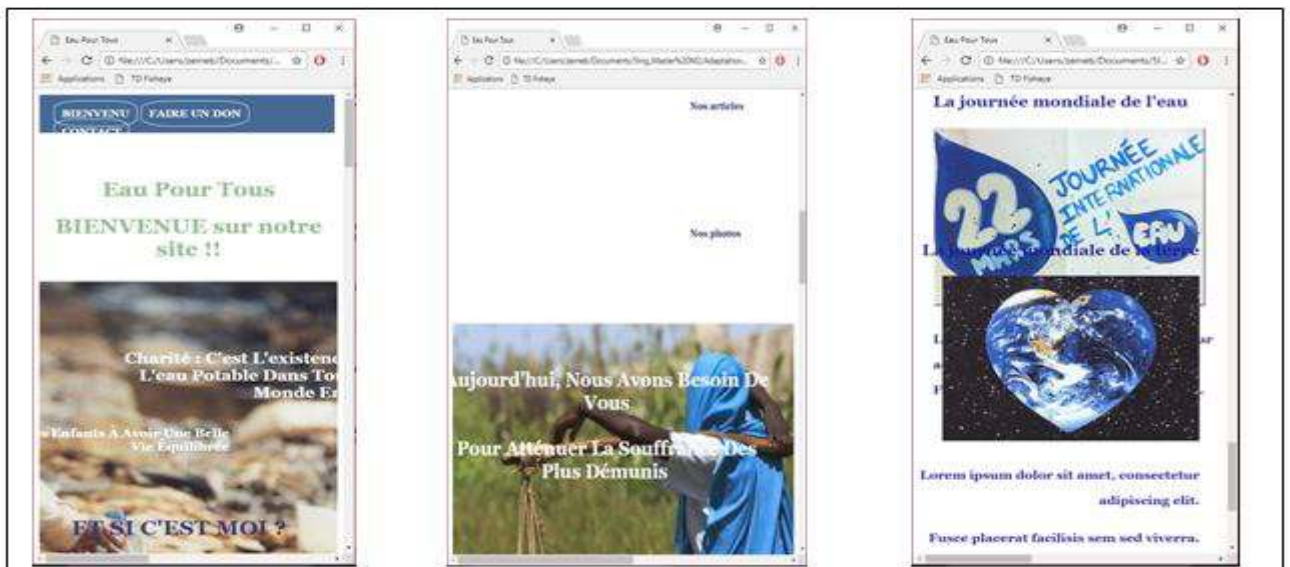 Eau Pour Tous
Applications TD Fisheye
BIENVENU FAIRE UN DON
CONTACT
Eau Pour Tous
BIENVENUE sur notre
site !!
Charité : C'est L'existenc
L'eau Potable Dans To
Monde En
Enfants A Avoir Une Belle
Vie Equilibrée
ET SI C'EST MOI ?
Eau Pour Tous
Applications TD Fisheye
Nos articles
Nos photos
Aujourd'hui, Nous Avons Besoin De
Vous
Pour Atténuer La Souffrance Des
Plus Démunis
Eau Pour Tous
Applications TD Fisheye
La journée mondiale de l'eau
22
MARS
JOURNÉE
INTERNATIONALE
DE L'
EAU
La journée mondiale de la terre
Lorem ipsum dolor sit amet, consectetur
adipiscing elit.
Fusce placerat facilisis sem sed viverra.